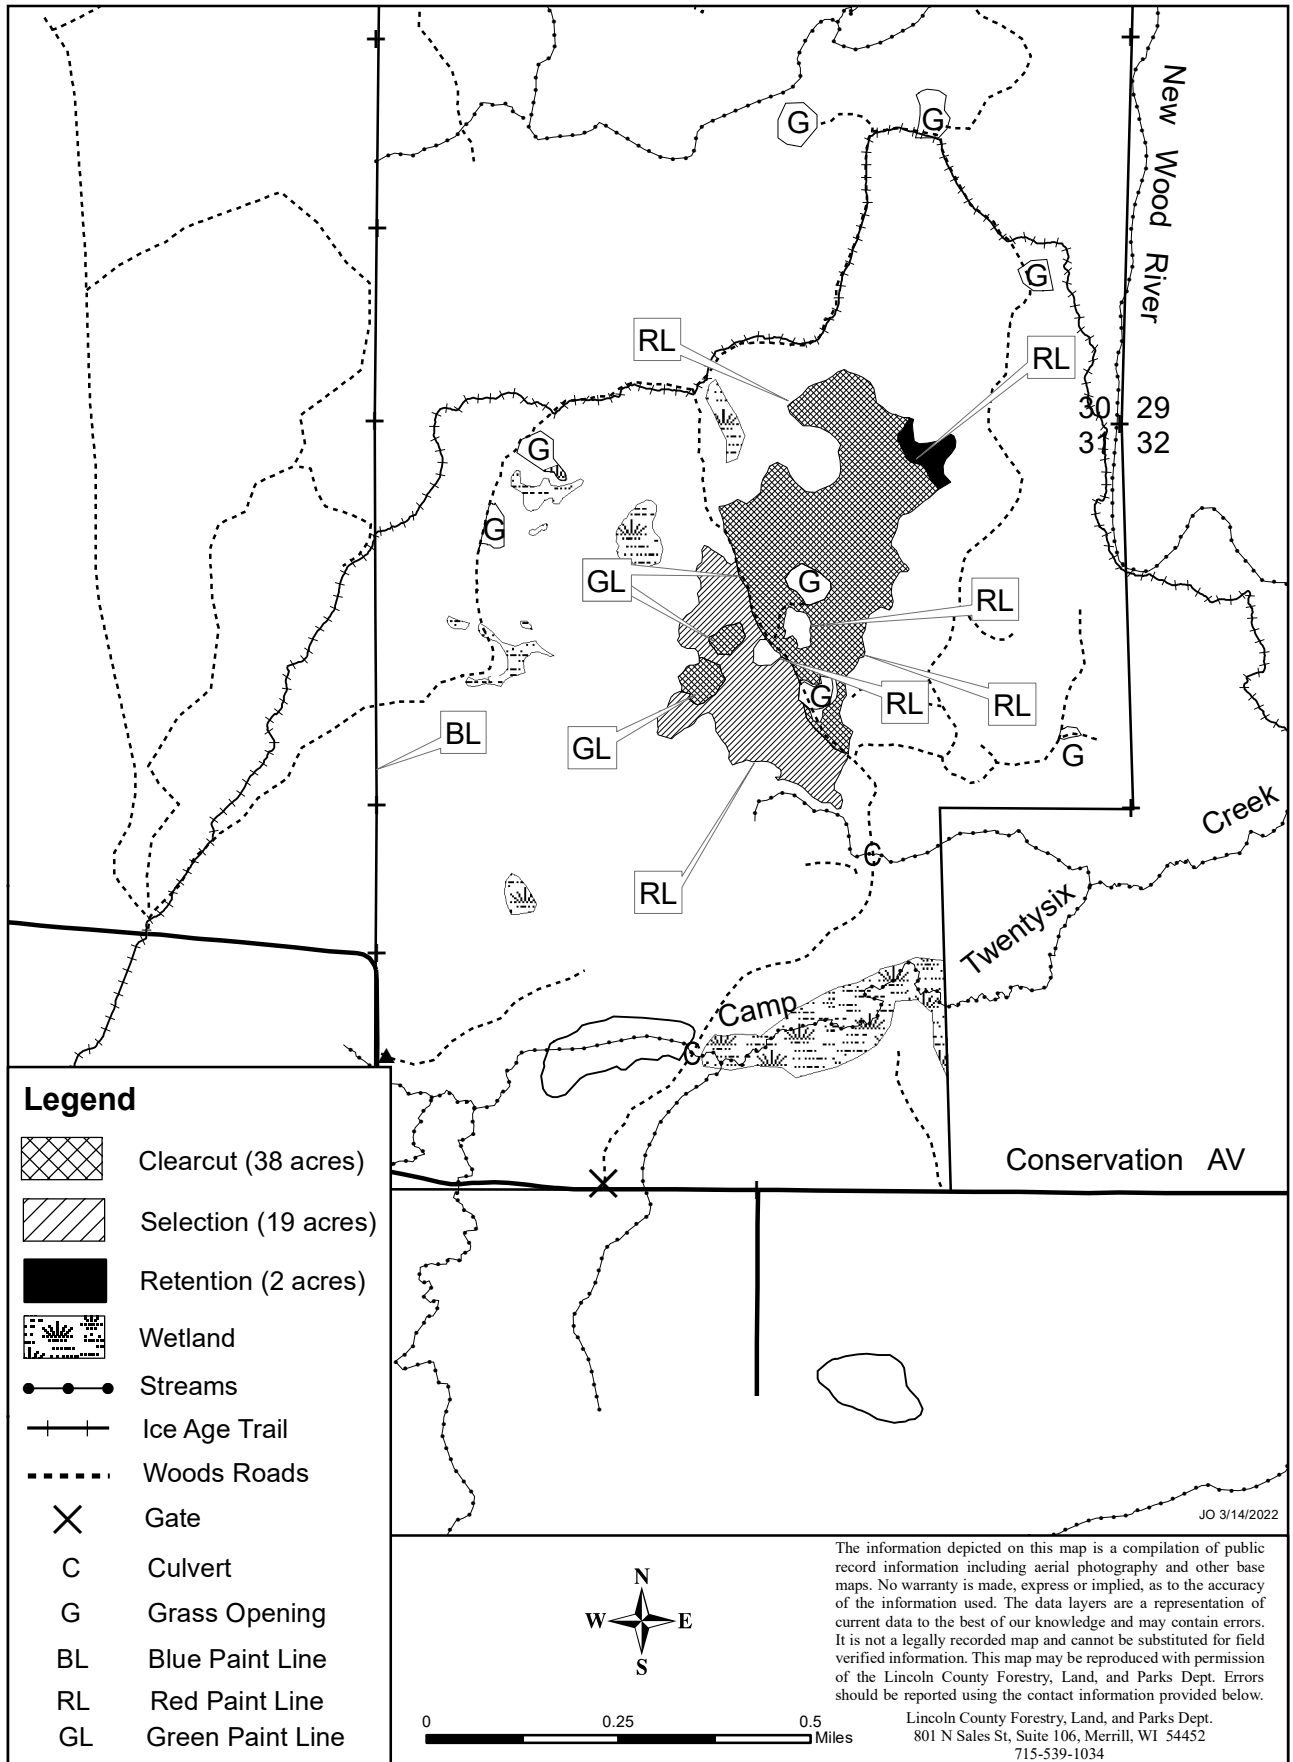 G
G
New Wood River
G
RL
RL
30 29
31 32
G
G
GL
G
RL
G
RL
RL
BL
GL
G
RL
C
Creek
Twentysix
Camp
C
Conservation AV
Legend
Clearcut (38 acres)
Selection (19 acres)
Retention (2 acres)
Wetland
Streams
Ice Age Trail
Woods Roads
Gate
C Culvert
G Grass Opening
BL Blue Paint Line
RL Red Paint Line
GL Green Paint Line
JO 3/14/2022
N
W E
S
0 0.25 0.5
Miles
The information depicted on this map is a compilation of public
record information including aerial photography and other base
maps. No warranty is made, express or implied, as to the accuracy
of the information used. The data layers are a representation of
current data to the best of our knowledge and may contain errors.
It is not a legally recorded map and cannot be substituted for field
verified information. This map may be reproduced with permission
of the Lincoln County Forestry, Land, and Parks Dept. Errors
should be reported using the contact information provided below.
Lincoln County Forestry, Land, and Parks Dept.
801 N Sales St, Suite 106, Merrill, WI 54452
715-539-1034